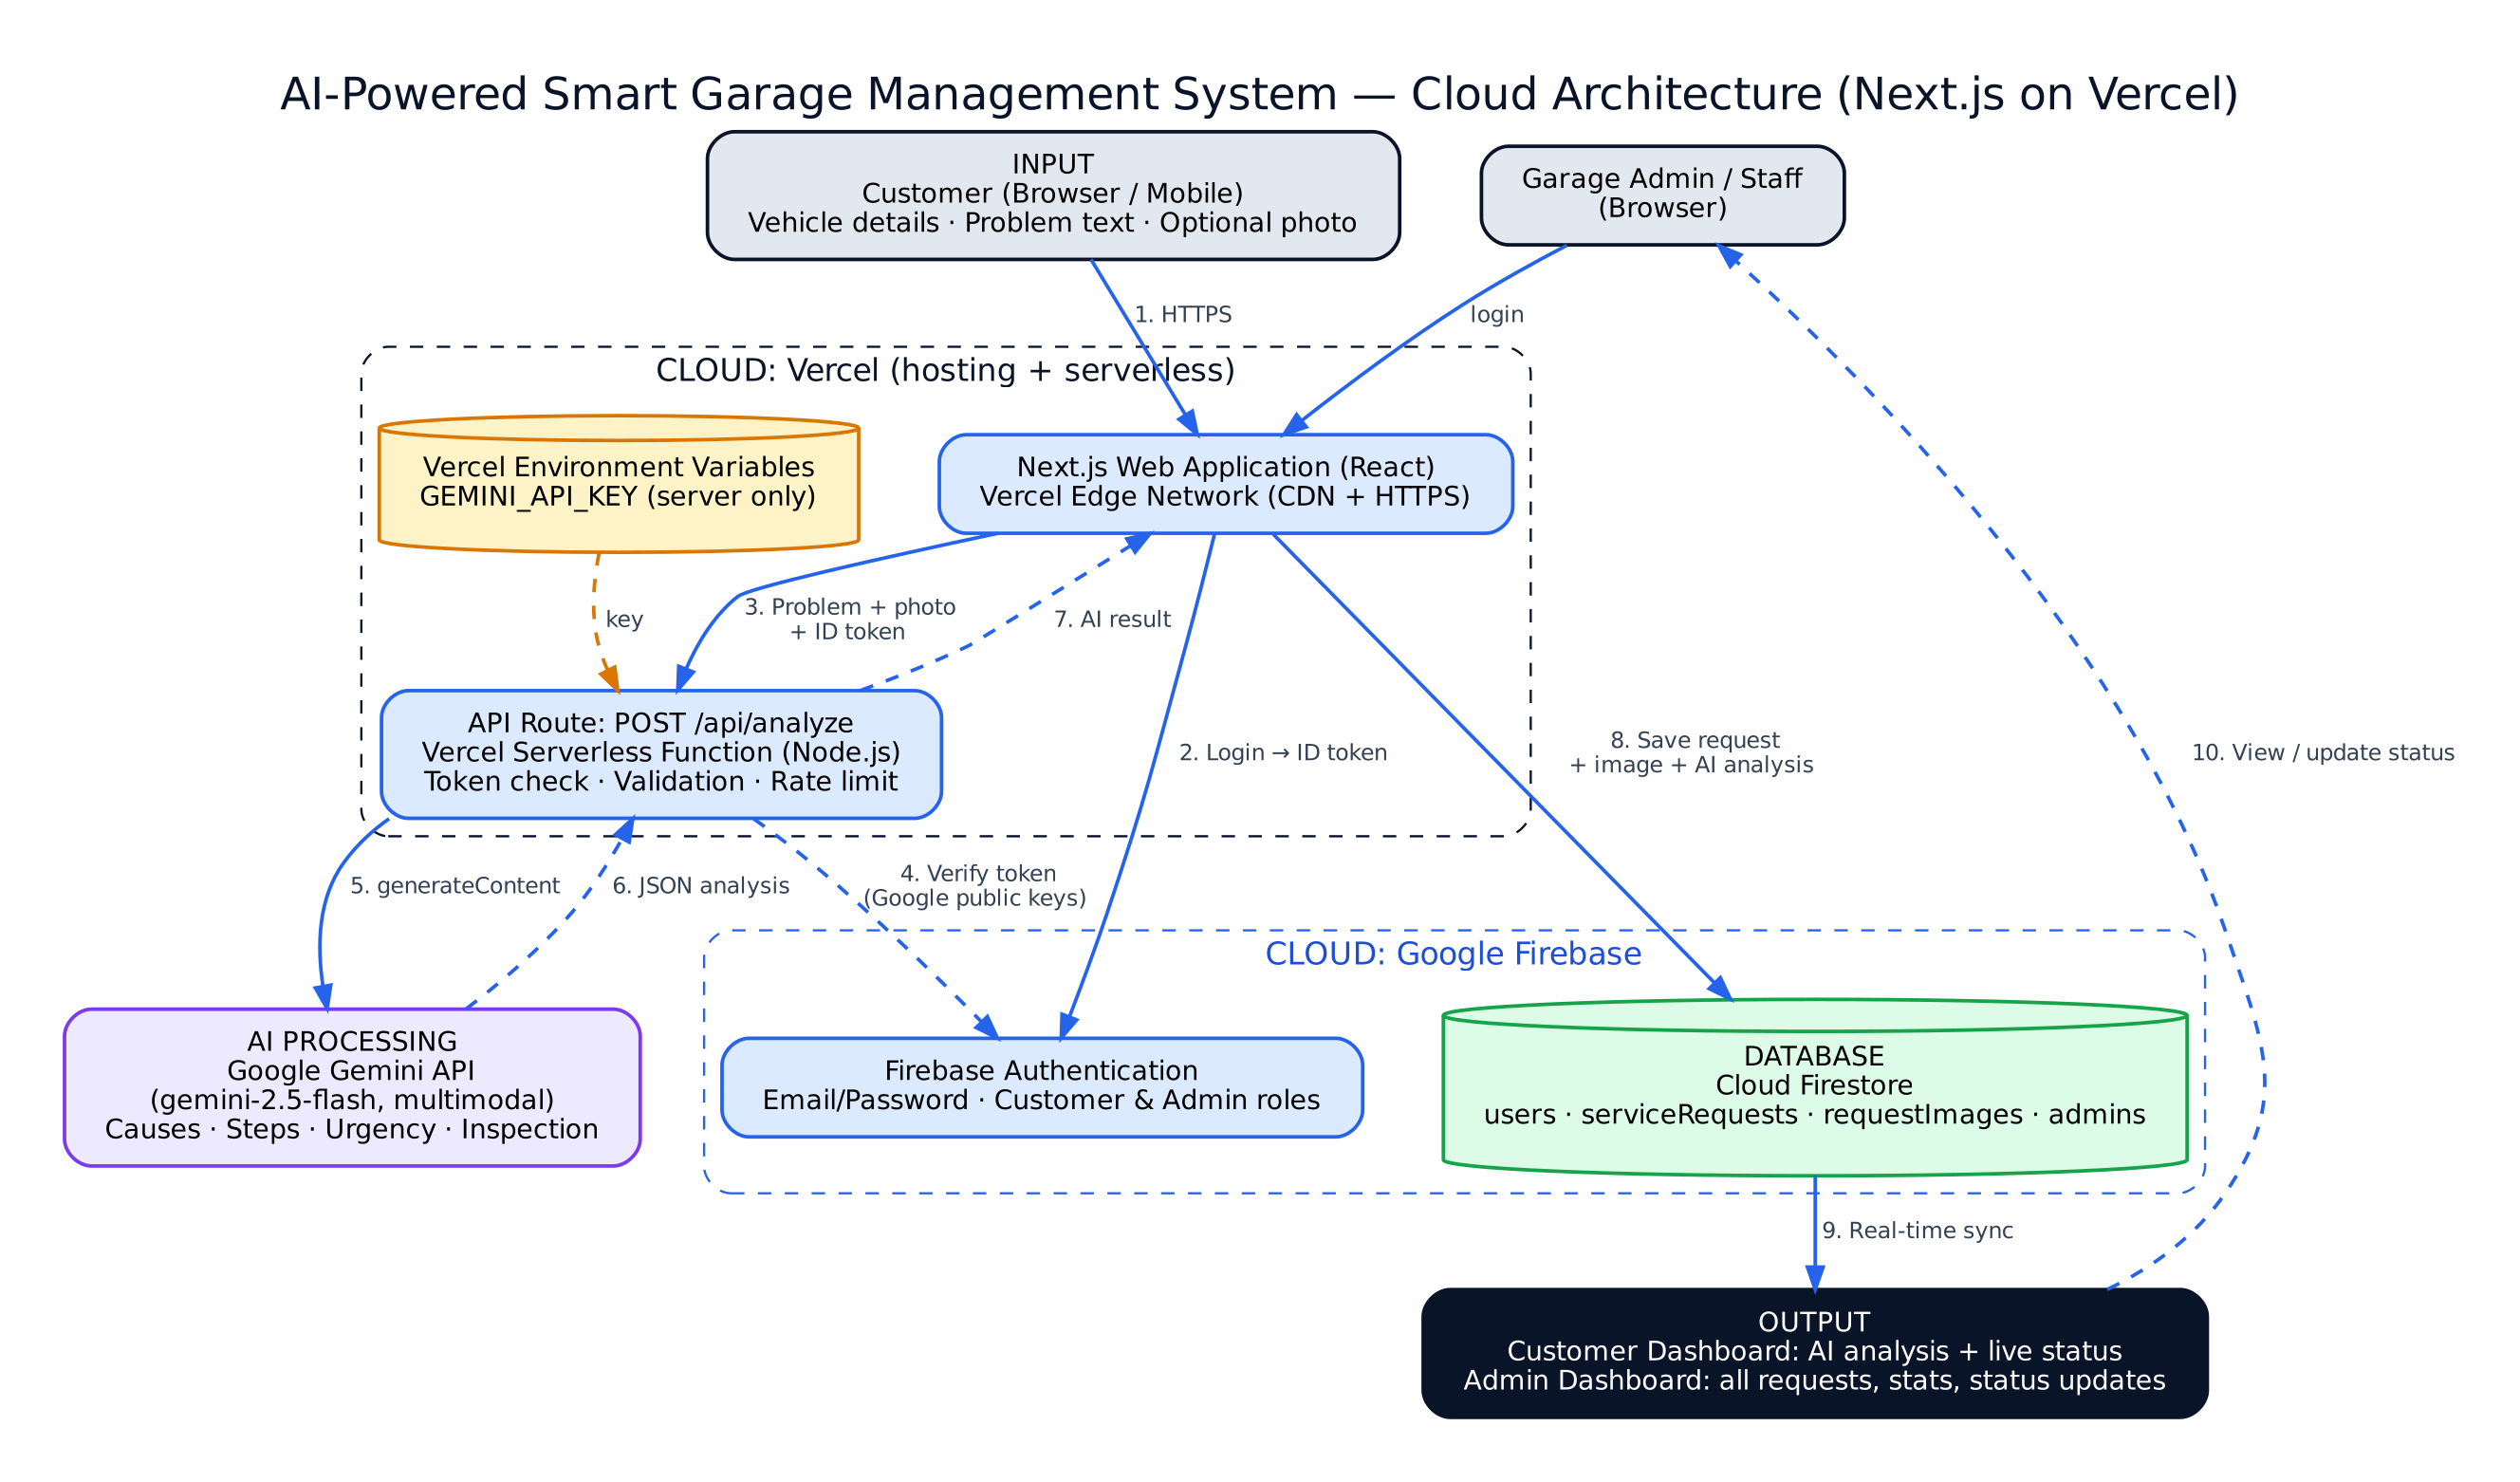 AI-Powered Smart Garage Management System — Cloud Architecture (Next.js on Vercel)
INPUT
Customer (Browser / Mobile)
Vehicle details · Problem text · Optional photo
Garage Admin / Staff
(Browser)
1. HTTPS
login
CLOUD: Vercel (hosting + serverless)
Vercel Environment Variables
GEMINI_API_KEY (server only)
Next.js Web Application (React)
Vercel Edge Network (CDN + HTTPS)
key
3. Problem + photo
+ ID token
7. AI result
API Route: POST /api/analyze
Vercel Serverless Function (Node.js)
Token check · Validation · Rate limit
2. Login → ID token
8. Save request
+ image + AI analysis
10. View / update status
5. generateContent
6. JSON analysis
4. Verify token
(Google public keys)
CLOUD: Google Firebase
AI PROCESSING
Google Gemini API
(gemini-2.5-flash, multimodal)
Causes · Steps · Urgency · Inspection
Firebase Authentication
Email/Password · Customer & Admin roles
DATABASE
Cloud Firestore
users · serviceRequests · requestImages · admins
9. Real-time sync
OUTPUT
Customer Dashboard: AI analysis + live status
Admin Dashboard: all requests, stats, status updates